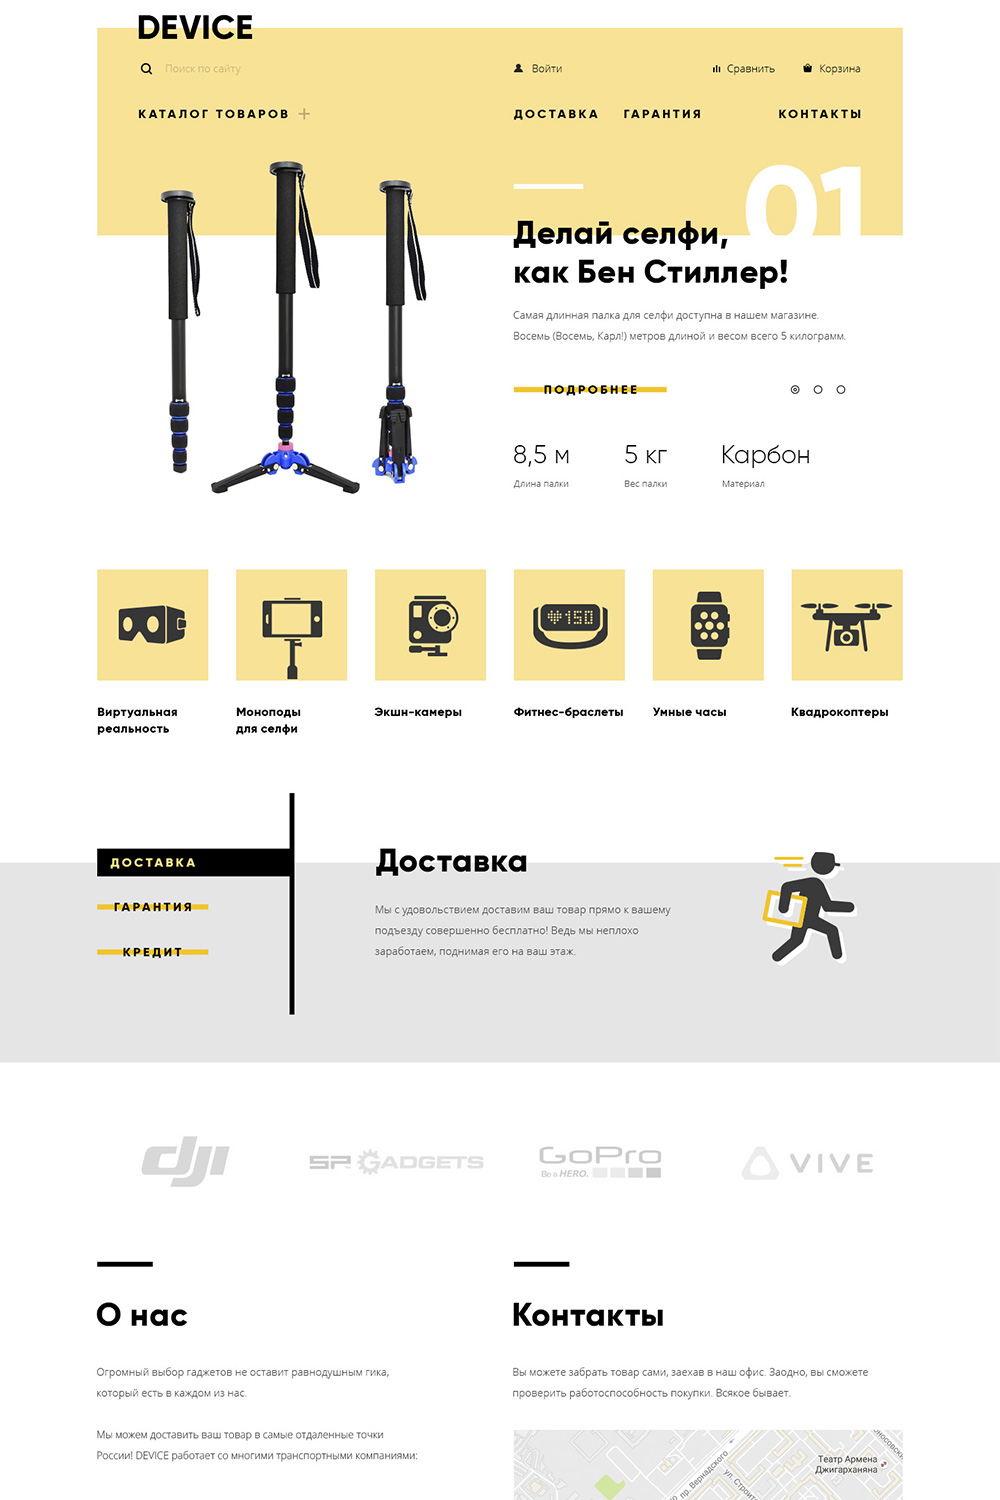 DEVICE
Поиск по сайту
Войти
Сравнить
Корзина
КАТАЛОГ ТОВАРОВ
ДОСТАВКА
ГАРАНТИЯ
КОНТАКТЫ
01
Делай селфи,
как Бен Стиллер!
Самая длинная палка для селфи доступна в нашем магазине.
Восемь (Восемь, Карл!) метров длиной и весом всего 5 килограмм.
ПОДРОБНЕЕ
8,5 м
5 кг
Карбон
Длина палки
Вес палки
Материал
150
Виртуальная
реальность
Моноподы
для селфи
Экшн-камеры
Фитнес-браслеты
Умные часы
Квадрокоптеры
ДОСТАВКА
ГАРАНТИЯ
КРЕДИТ
Доставка
Мы с удовольствием доставим ваш товар прямо к вашему
подъезду совершенно бесплатно! Ведь мы неплохо
заработаем, поднимая его на ваш этаж.
dji
SP GADGETS
GoPro
Be a HERO.
VIVE
О нас
Огромный выбор гаджетов не оставит равнодушным гика,
который есть в каждом из нас.
Мы можем доставить ваш товар в самые отдаленные точки
России! DEVICE работает со многими транспортными компаниями:
Контакты
Вы можете забрать товар сами, заехав в наш офис. Заодно, вы сможете
проверить работоспособность покупки. Всякое бывает.
Театр Армена
Джигарханяна
пр. Вернадского